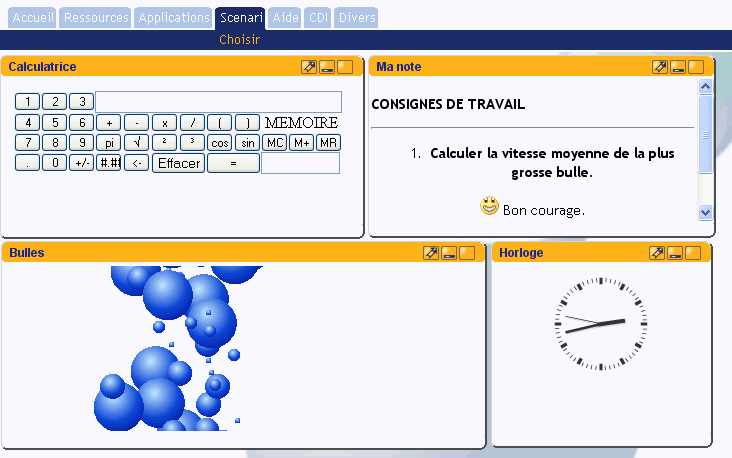 Accueil Ressources Applications Scenari Aide CDI Divers
Choisir
Calculatrice
1 2 3
4 5 6 + - x / ( ) MEMOIRE
7 8 9 pi √ ² ³ cos sin MC M+ MR
. 0 +/- #.## <- Effacer =
Ma note
CONSIGNES DE TRAVAIL
1. Calculer la vitesse moyenne de la plus
grosse bulle.
Bon courage.
Bulles
Horloge